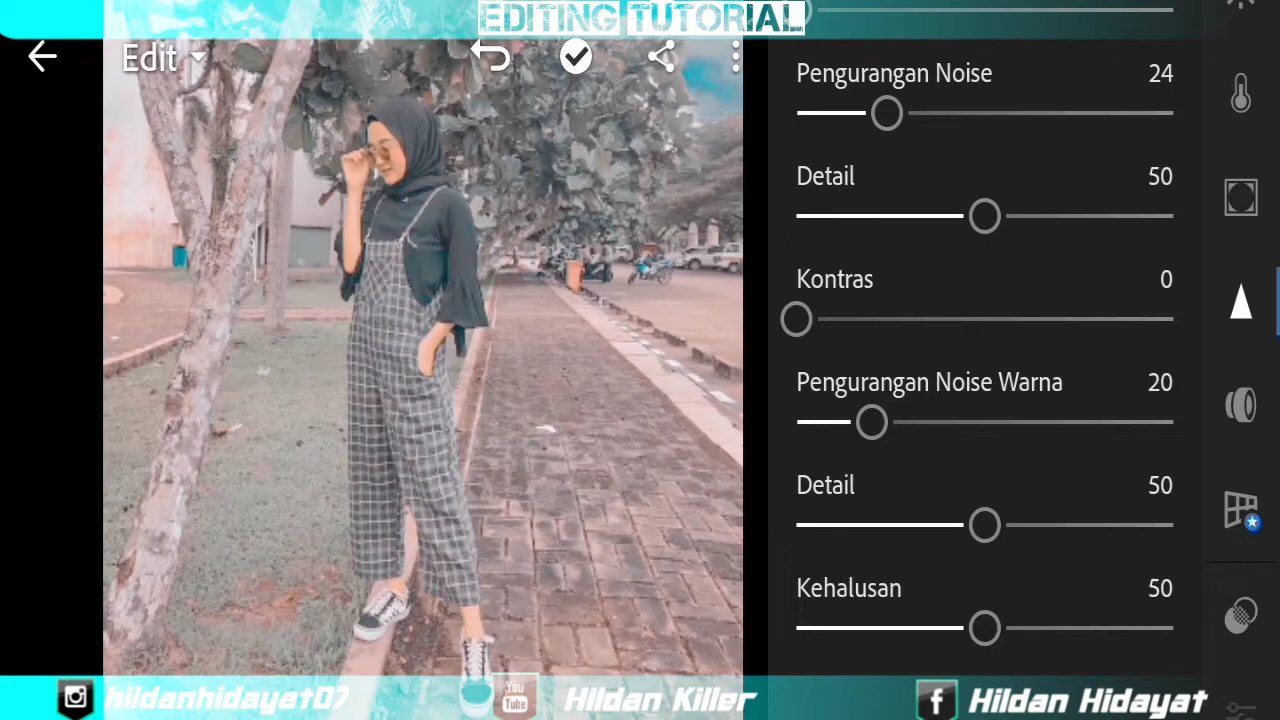 EDITING TUTORIAL
Edit
Pengurangan Noise 24
Detail 50
Kontras 0
Pengurangan Noise Warna 20
Detail 50
Kehalusan 50
hildanhidayat07
You Tube
Hildan Killer
f
Hildan Hidayat